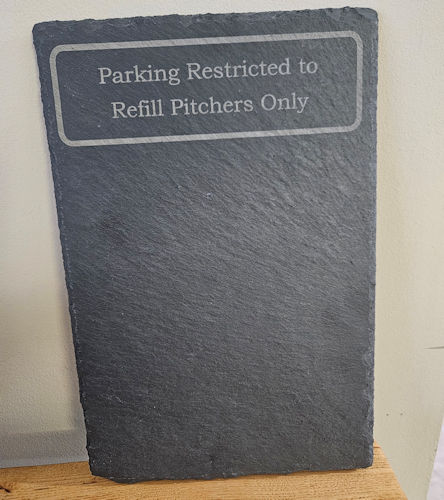 Parking Restricted to
Refill Pitchers Only